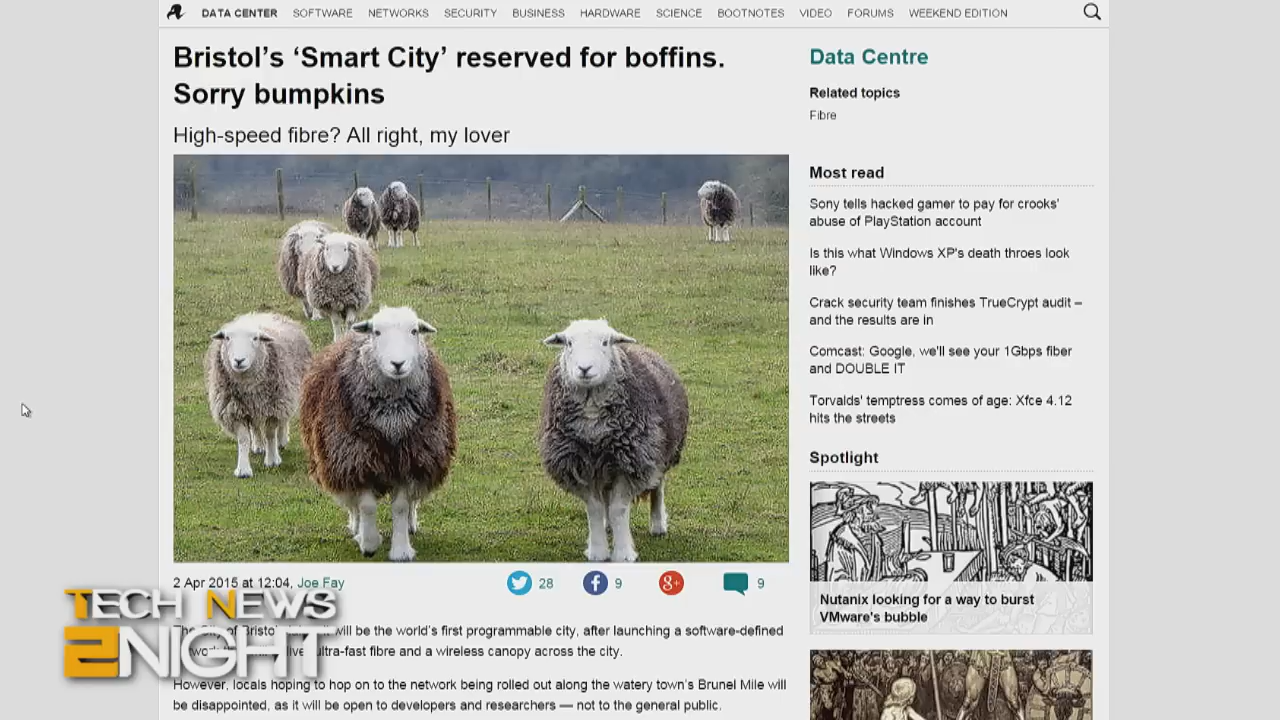 DATA CENTER SOFTWARE NETWORKS SECURITY BUSINESS HARDWARE SCIENCE BOOTNOTES VIDEO FORUMS WEEKEND EDITION
Bristol's ‘Smart City’ reserved for boffins.
Sorry bumpkins
High-speed fibre? All right, my lover
2 Apr 2015 at 12:04, Joe Fay
28
9
g+
9
The City of Bristol will be the world's first programmable city, after launching a software-defined
ultra-fast fibre and a wireless canopy across the city.
However, locals hoping to hop on to the network being rolled out along the watery town's Brunel Mile will
be disappointed, as it will be open to developers and researchers — not to the general public.
Data Centre
Related topics
Fibre
Most read
Sony tells hacked gamer to pay for crooks'
abuse of PlayStation account
Is this what Windows XP's death throes look
like?
Crack security team finishes TrueCrypt audit –
and the results are in
Comcast: Google, we'll see your 1Gbps fiber
and DOUBLE IT
Torvalds' temptress comes of age: Xfce 4.12
hits the streets
Spotlight
Nutanix looking for a way to burst
VMware's bubble
TECH NEWS
2NIGHT